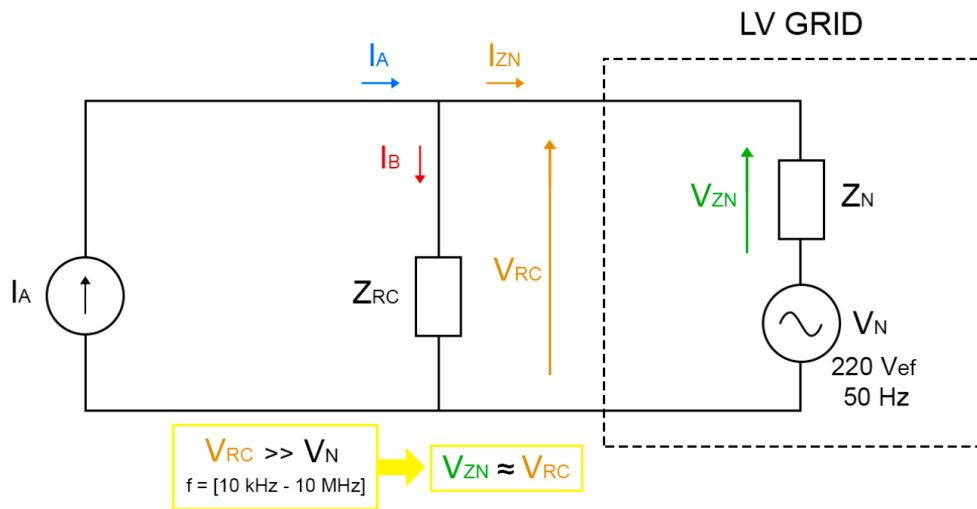 LV GRID
IA
IZN
IB
VZN
ZN
IA
ZRC
VRC
VN
220 Vef
50 Hz
VRC >> VN
f = [10 kHz - 10 MHz]
VZN ≈ VRC